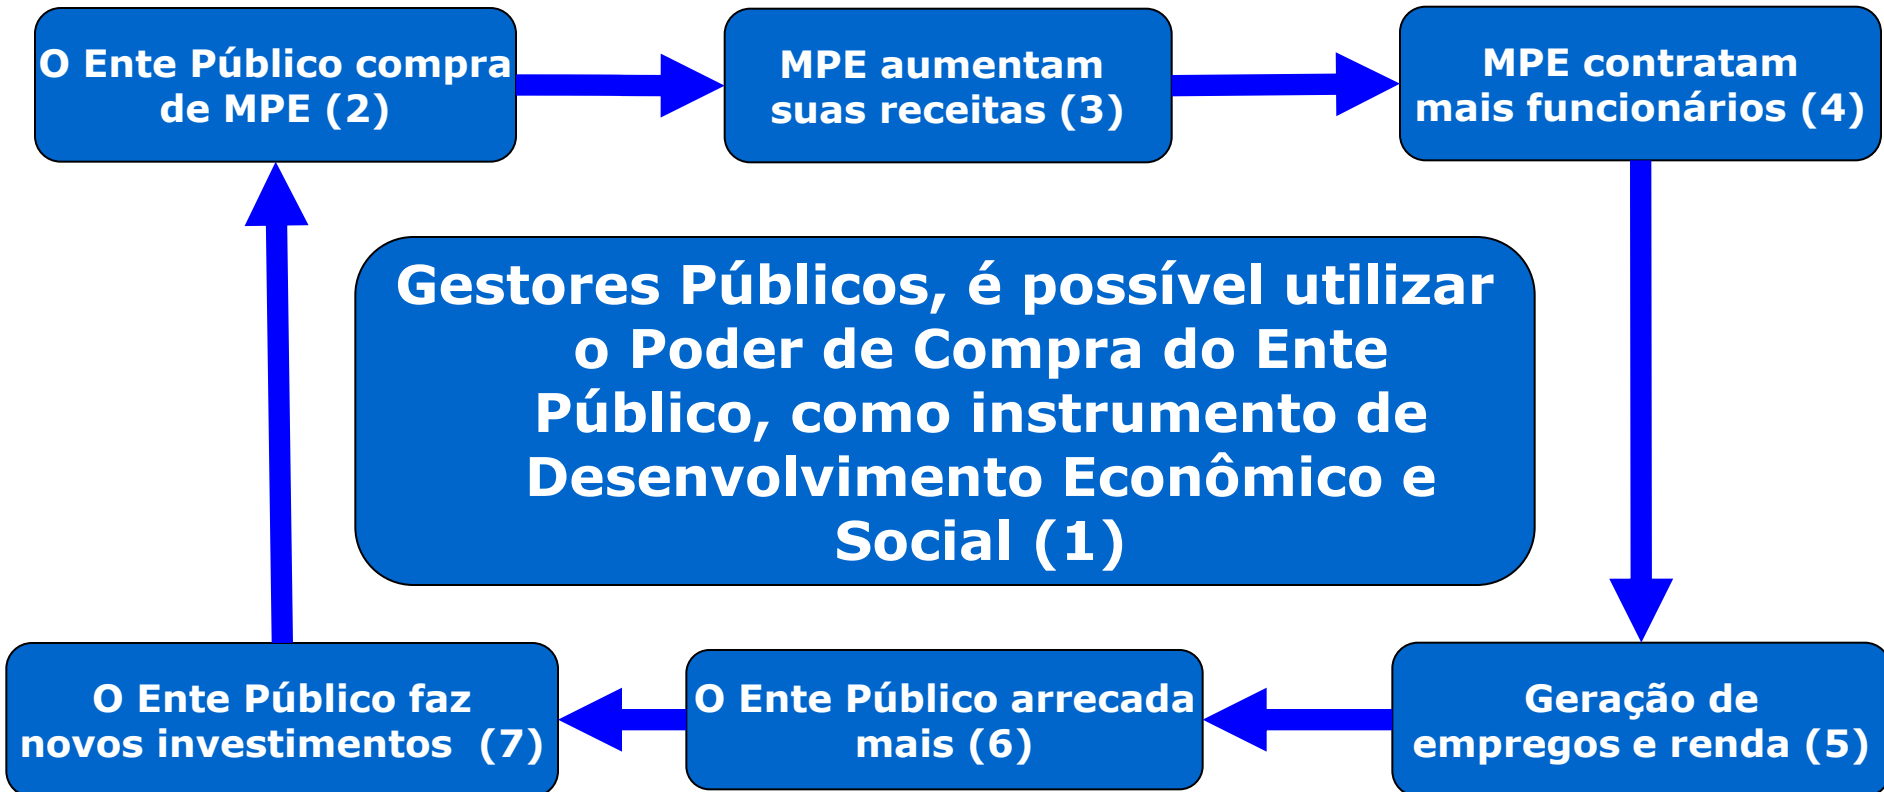 O Ente Público compra
de MPE (2)
MPE aumentam
suas receitas (3)
MPE contratam
mais funcionários (4)
Gestores Públicos, é possível utilizar
o Poder de Compra do Ente
Público, como instrumento de
Desenvolvimento Econômico e
Social (1)
O Ente Público faz
novos investimentos  (7)
O Ente Público arrecada
mais (6)
Geração de
empregos e renda (5)